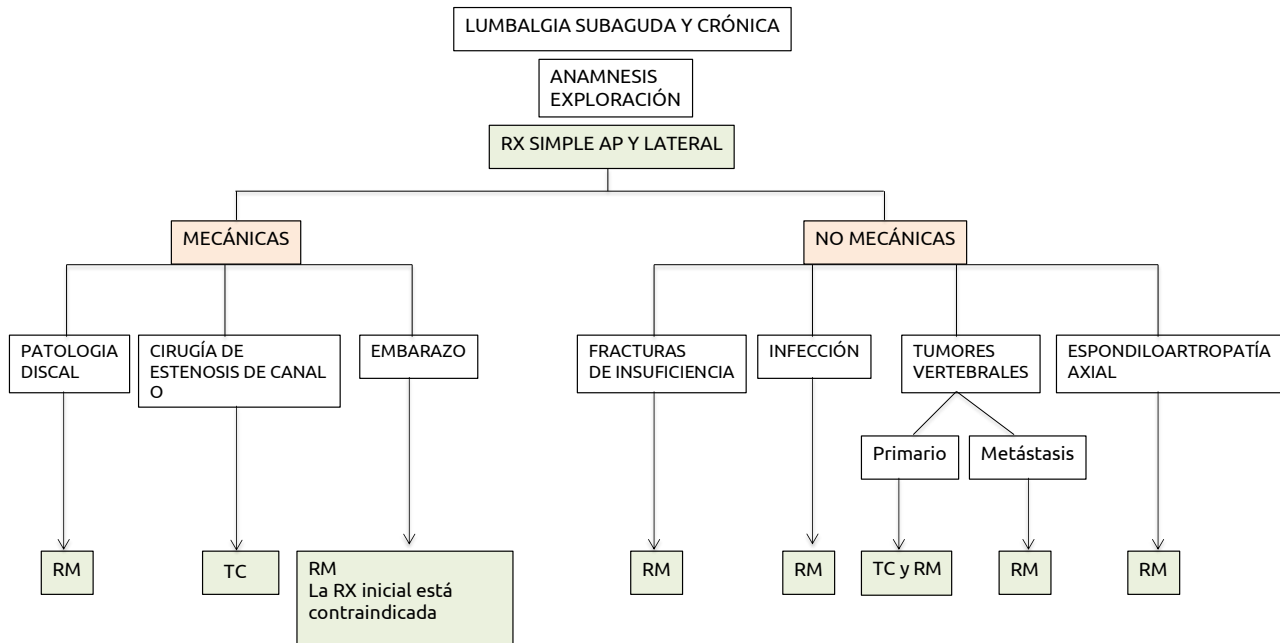 LUMBALGIA SUBAGUDA Y CRÓNICA
ANAMNESIS
EXPLORACIÓN
RX SIMPLE AP Y LATERAL
MECÁNICAS
NO MECÁNICAS
PATOLOGIA
DISCAL
CIRUGÍA DE
ESTENOSIS DE CANAL
O
EMBARAZO
FRACTURAS
DE INSUFICIENCIA
INFECCIÓN
TUMORES
VERTEBRALES
ESPONDILOARTROPATÍA
AXIAL
Primario
Metástasis
RM
TC
RM
La RX inicial está
contraindicada
RM
RM
TC y RM
RM
RM